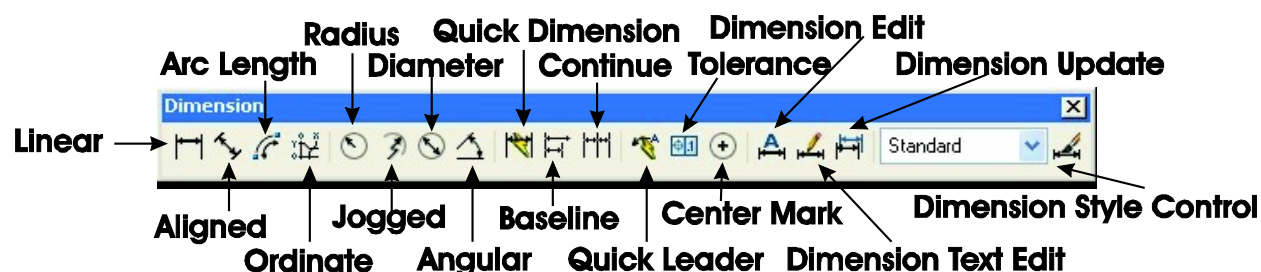 Radius Quick Dimension Dimension Edit
Arc Length Diameter Continue Tolerance Dimension Update
Dimension
Linear Standard
Aligned Jogged Baseline Center Mark Dimension Style Control
Ordinate Angular Quick Leader Dimension Text Edit